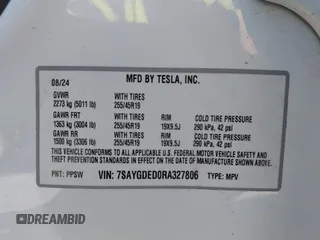 08/24
MFD BY TESLA, INC.
GVWR WITH TIRES
2273 kg (5011 lb) 255/45R19
GAWR FRT WITH TIRES RIM COLD TIRE PRESSURE
1363 kg (3004 lb) 255/45R19 19X9.5J 290 kPa, 42 psi
GAWR RR WITH TIRES RIM COLD TIRE PRESSURE
1500 kg (3306 lb) 255/45R19 19X9.5J 290 kPa, 42 psi
THIS VEHICLE CONFORMS TO ALL APPLICABLE U.S. FEDERAL
MOTOR VEHICLE SAFETY, BUMPER, AND THEFT PREVENTION STANDARDS
IN EFFECT ON THE DATE OF MANUFACTURE SHOWN ABOVE.
PNT: PPSW VIN: 7SAYGDED0RA327806 TYPE: MPV
DREAMBID